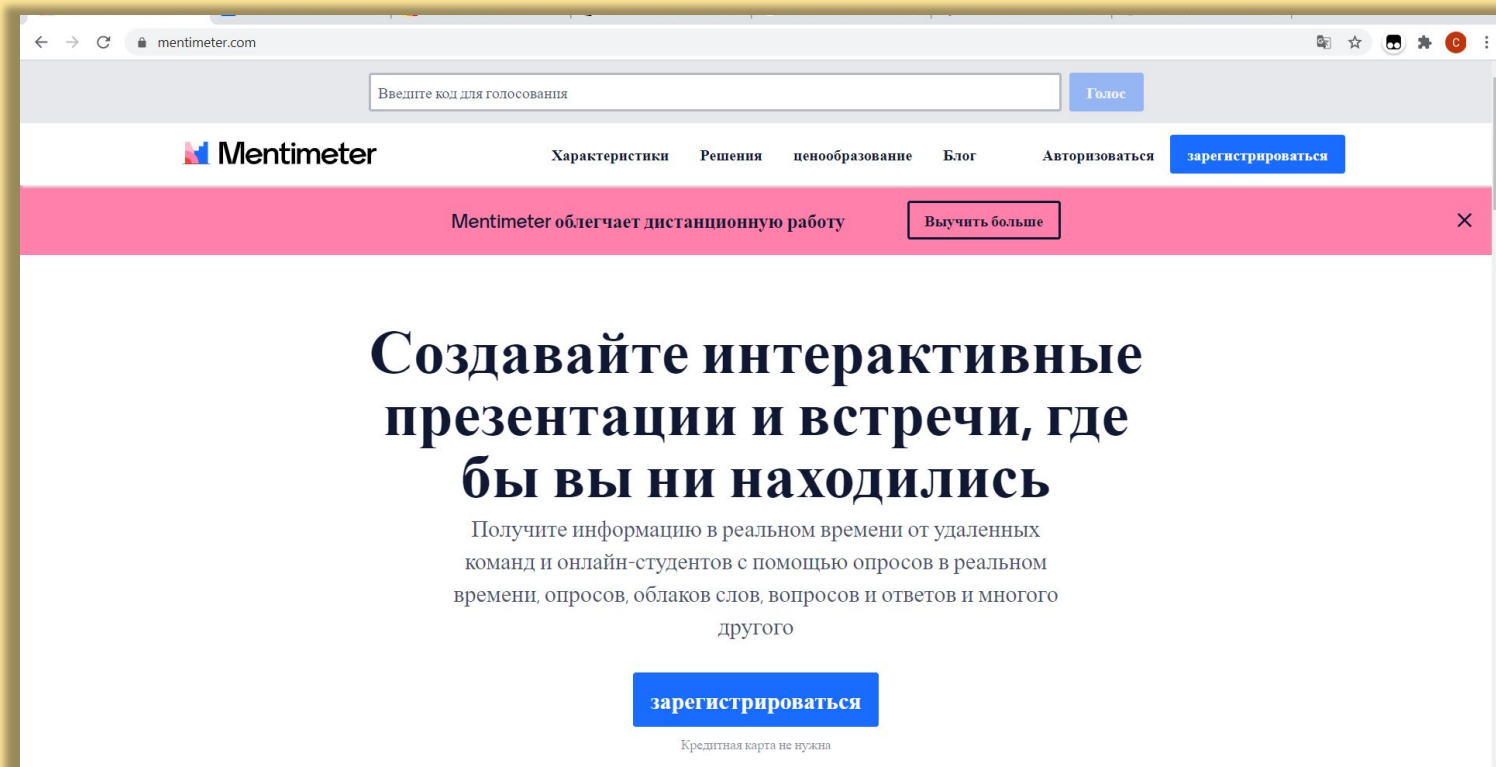 mentimeter.com
C
Введите код для голосования
Голос
Mentimeter
Характеристики Решения ценообразование Блог Авторизоваться зарегистрироваться
Mentimeter облегчает дистанционную работу Выучить больше
Создавайте интерактивные
презентации и встречи, где
бы вы ни находились
Получите информацию в реальном времени от удаленных
команд и онлайн-студентов с помощью опросов в реальном
времени, опросов, облаков слов, вопросов и ответов и многого
другого
зарегистрироваться
Кредитная карта не нужна